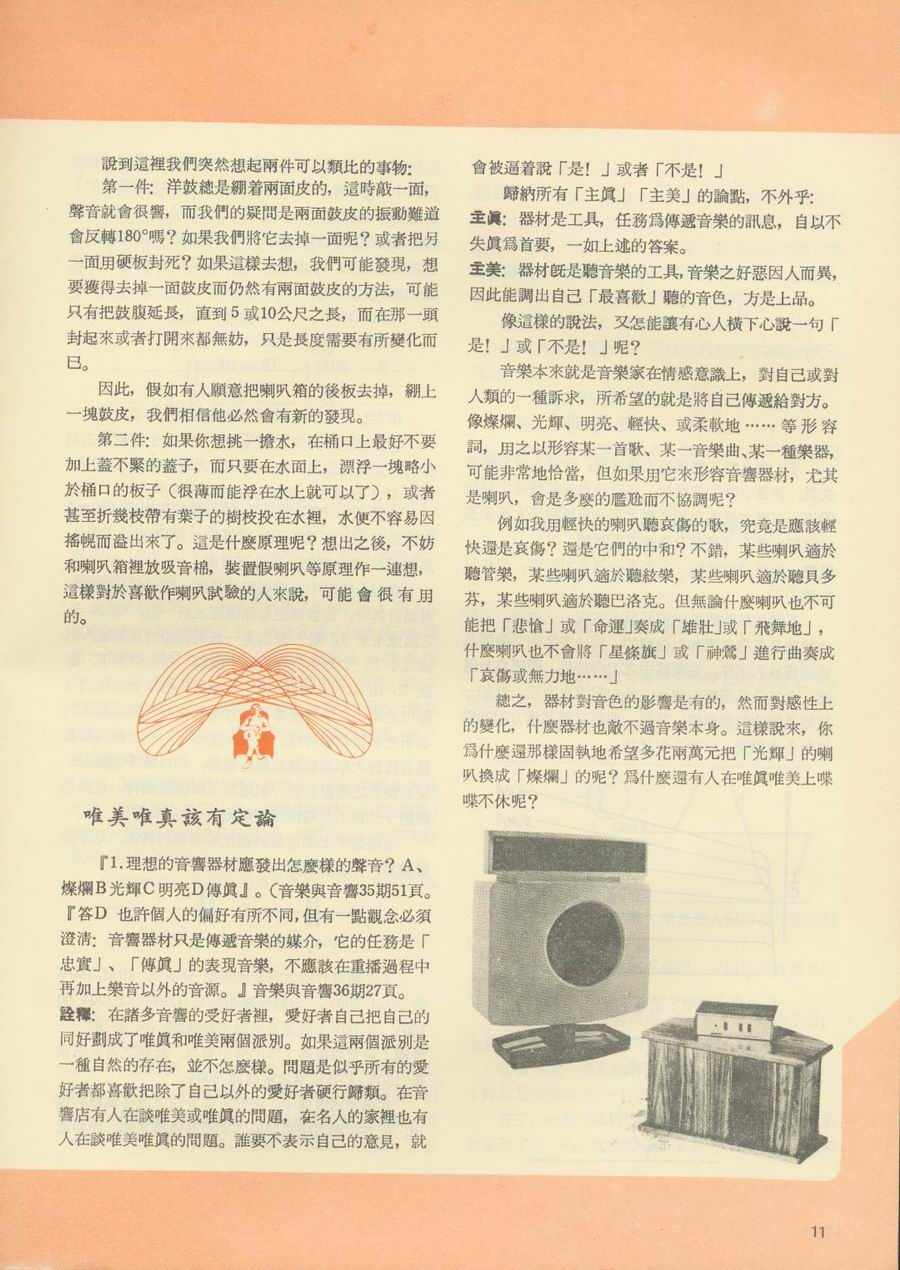 說到這裡我們突然想起兩件可以類比的事物:
第一件: 洋鼓總是綳着兩面皮的, 這時敲一面,
聲音就會很響, 而我們的疑問是兩面鼓皮的振動難道
會反轉180°嗎? 如果我們將它去掉一面呢? 或者把另
一面用硬板封死? 如果這樣去想, 我們可能發現, 想
要獲得去掉一面鼓皮而仍然有兩面鼓皮的方法, 可能
只有把鼓腹延長, 直到5或10公尺之長, 而在那一頭
封起來或者打開來都無妨, 只是長度需要有所變化而
已。
因此, 假如有人願意把喇叭箱的後板去掉, 綳上
一塊鼓皮, 我們相信他必然會有新的發現。
第二件: 如果你想挑一擔水, 在桶口上最好不要
加上蓋不緊的蓋子, 而只要在水面上, 漂浮一塊略小
於桶口的板子(很薄而能浮在水上就可以了), 或者
甚至折幾枝帶有葉子的樹枝投在水裡, 水便不容易因
搖幌而溢出來了。這是什麼原理呢? 想出之後, 不妨
和喇叭箱裡放吸音棉, 裝置假喇叭等原理作一連想,
這樣對於喜歡作喇叭試驗的人來說, 可能會很有用
的。
唯美唯真該有定論
『1.理想的音響器材應發出怎麼樣的聲音? A、
燦爛B光輝C明亮D傳眞』。(音樂與音響35期51頁。
『答D 也許個人的偏好有所不同,但有一點觀念必須
澄清: 音響器材只是傳遞音樂的媒介, 它的任務是「
忠實」、「傳眞」的表現音樂, 不應該在重播過程中
再加上樂音以外的音源。』音樂與音響36期27頁。
詮釋: 在諸多音響的受好者裡, 愛好者自己把自己的
同好劃成了唯眞和唯美兩個派別。如果這兩個派別是
一種自然的存在, 並不怎麼樣。問題是似乎所有的愛
好者都喜歡把除了自己以外的愛好者硬行歸類。在音
響店有人在談唯美或唯眞的問題, 在名人的家裡也有
人在談唯美唯眞的問題。誰要不表示自己的意見, 就
會被逼着說「是! 」或者「不是! 」
歸納所有「主眞」「主美」的論點, 不外乎:
主眞: 器材是工具, 任務爲傳遞音樂的訊息, 自以不
失眞爲首要, 一如上述的答案。
主美: 器材旣是聽音樂的工具,音樂之好惡因人而異,
因此能調出自己「最喜歡」聽的音色, 方是上品。
像這樣的說法, 又怎能讓有心人橫下心說一句「
是! 」或「不是! 」呢?
音樂本來就是音樂家在情感意識上, 對自己或對
人類的一種訴求, 所希望的就是將自己傳遞給對方。
像燦爛、光輝、明亮、輕快、或柔軟地……等形容
詞, 用之以形容某一首歌、某一音樂曲、某一種樂器,
可能非常地恰當, 但如果用它來形容音響器材, 尤其
是喇叭, 會是多麼的尷尬而不協調呢?
例如我用輕快的喇叭聽哀傷的歌, 究竟是應該輕
快還是哀傷? 還是它們的中和? 不錯, 某些喇叭適於
聽管樂, 某些喇叭適於聽絃樂, 某些喇叭適於聽貝多
芬, 某些喇叭適於聽巴洛克。但無論什麼喇叭也不可
能把「悲愴」或「命運」奏成「雄壯」或「飛舞地」,
什麼喇叭也不會將「星條旗」或「神鶯」進行曲奏成
「哀傷或無力地……」
總之, 器材對音色的影響是有的, 然而對感性上
的變化, 什麼器材也敵不過音樂本身。這樣說來, 你
爲什麼還那樣固執地希望多花兩萬元把「光輝」的喇
叭換成「燦爛」的呢? 爲什麼還有人在唯眞唯美上喋
喋不休呢?
11